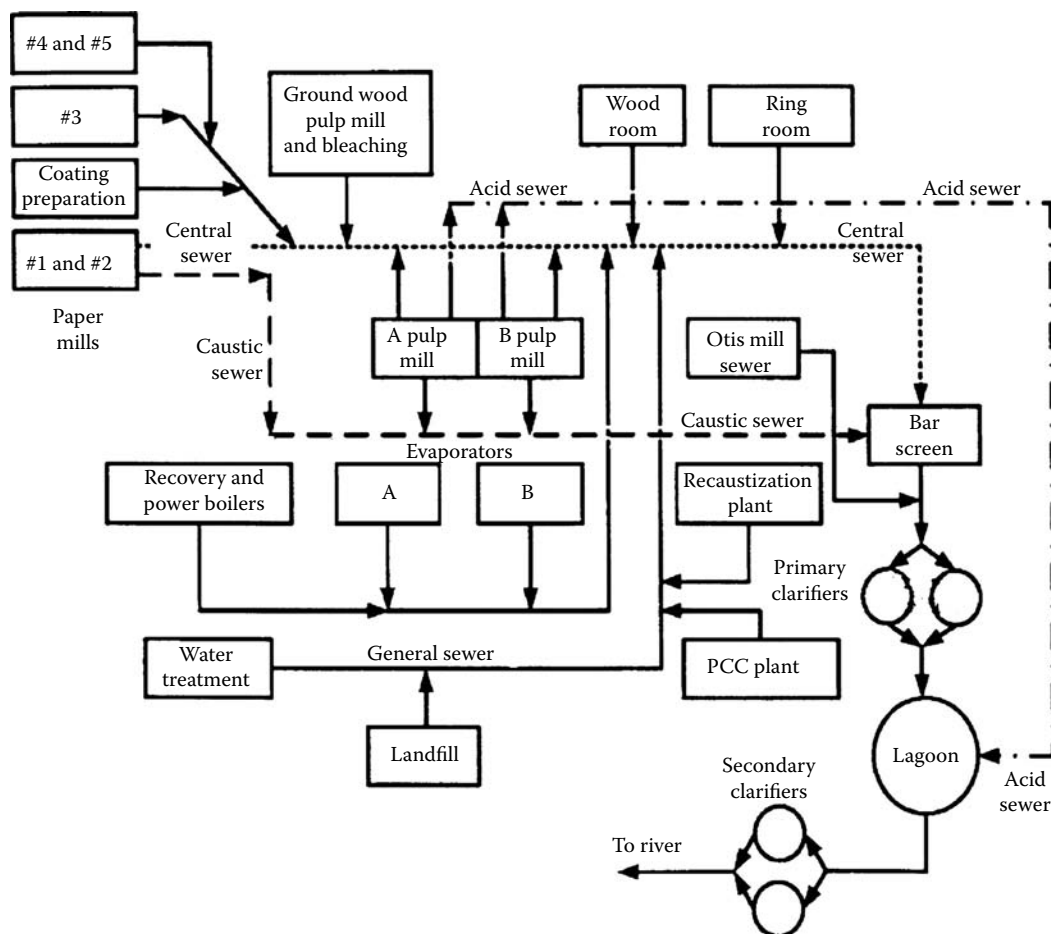 #4 and #5
#3
Coating
preparation
#1 and #2
Paper
mills
Central
sewer
Caustic
sewer
Ground wood
pulp mill
and bleaching
Wood
room
Ring
room
Acid sewer
Acid sewer
Central
sewer
A pulp
mill
B pulp
mill
Otis mill
sewer
Caustic sewer
Bar
screen
Evaporators
Recovery and
power boilers
A
B
Recaustization
plant
Primary
clarifiers
Water
treatment
General sewer
PCC plant
Landfill
Lagoon
Acid
sewer
Secondary
clarifiers
To river